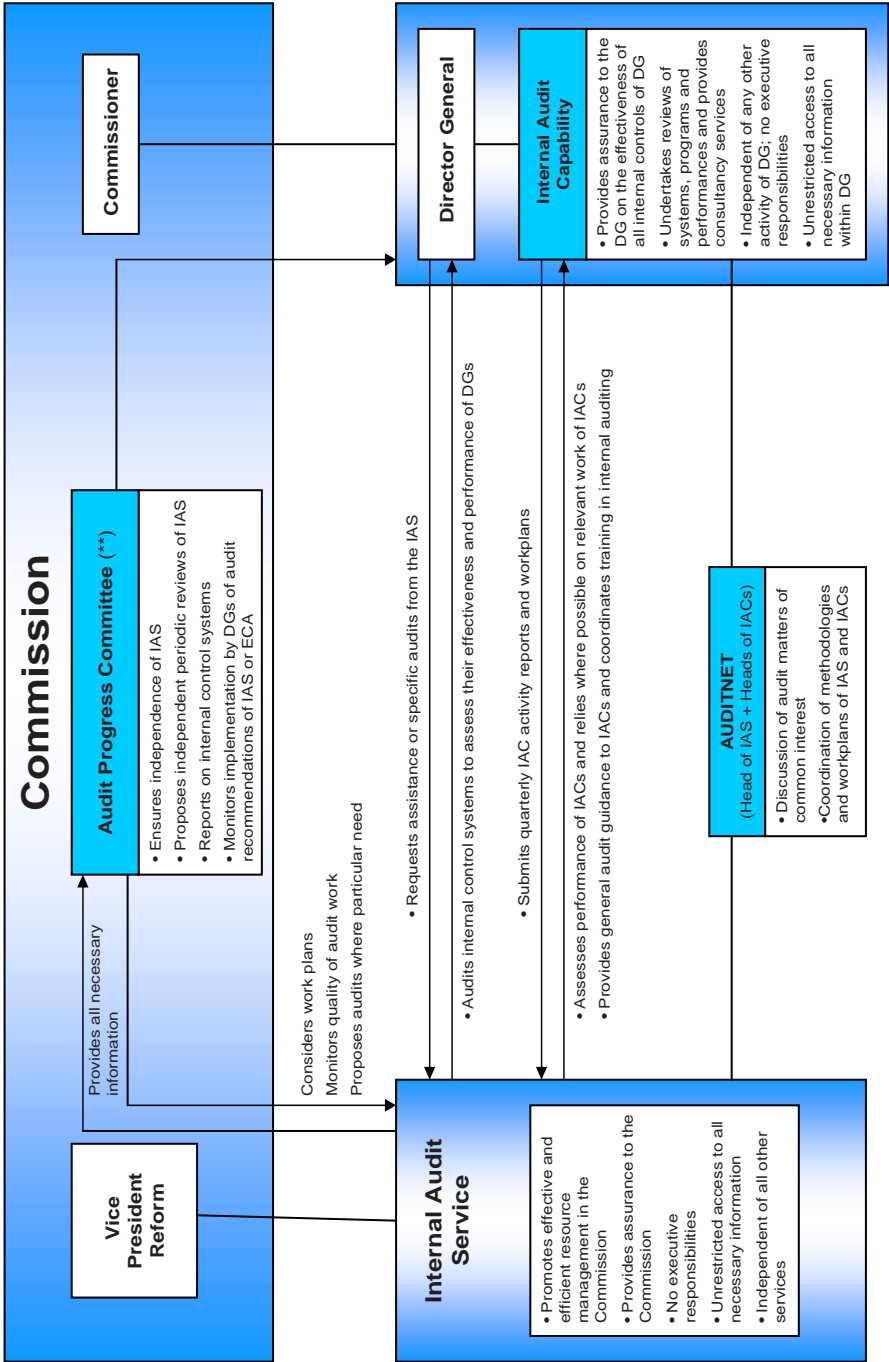 Commission
Vice
President
Reform
Provides all necessary
information
Audit Progress Committee (**)
• Ensures independence of IAS
• Proposes independent periodic reviews of IAS
• Reports on internal control systems
• Monitors implementation by DGs of audit
recommendations of IAS or ECA
Commissioner
Considers work plans
Monitors quality of audit work
Proposes audits where particular need
Internal Audit
Service
• Promotes effective and
efficient resource
management in the
Commission
• Provides assurance to the
Commission
• No executive
responsibilities
• Unrestricted access to all
necessary information
• Independent of all other
services
• Requests assistance or specific audits from the IAS
• Audits internal control systems to assess their effectiveness and performance of DGs
• Submits quarterly IAC activity reports and workplans
• Assesses performance of IACs and relies where possible on relevant work of IACs
• Provides general audit guidance to IACs and coordinates training in internal auditing
Director General
Internal Audit
Capability
• Provides assurance to the
DG on the effectiveness of
all internal controls of DG
• Undertakes reviews of
systems, programs and
performances and provides
consultancy services
• Independent of any other
activity of DG; no executive
responsibilities
• Unrestricted access to all
necessary information
within DG
AUDITNET
(Head of IAS + Heads of IACs)
• Discussion of audit matters of
common interest
•Coordination of methodologies
and workplans of IAS and IACs